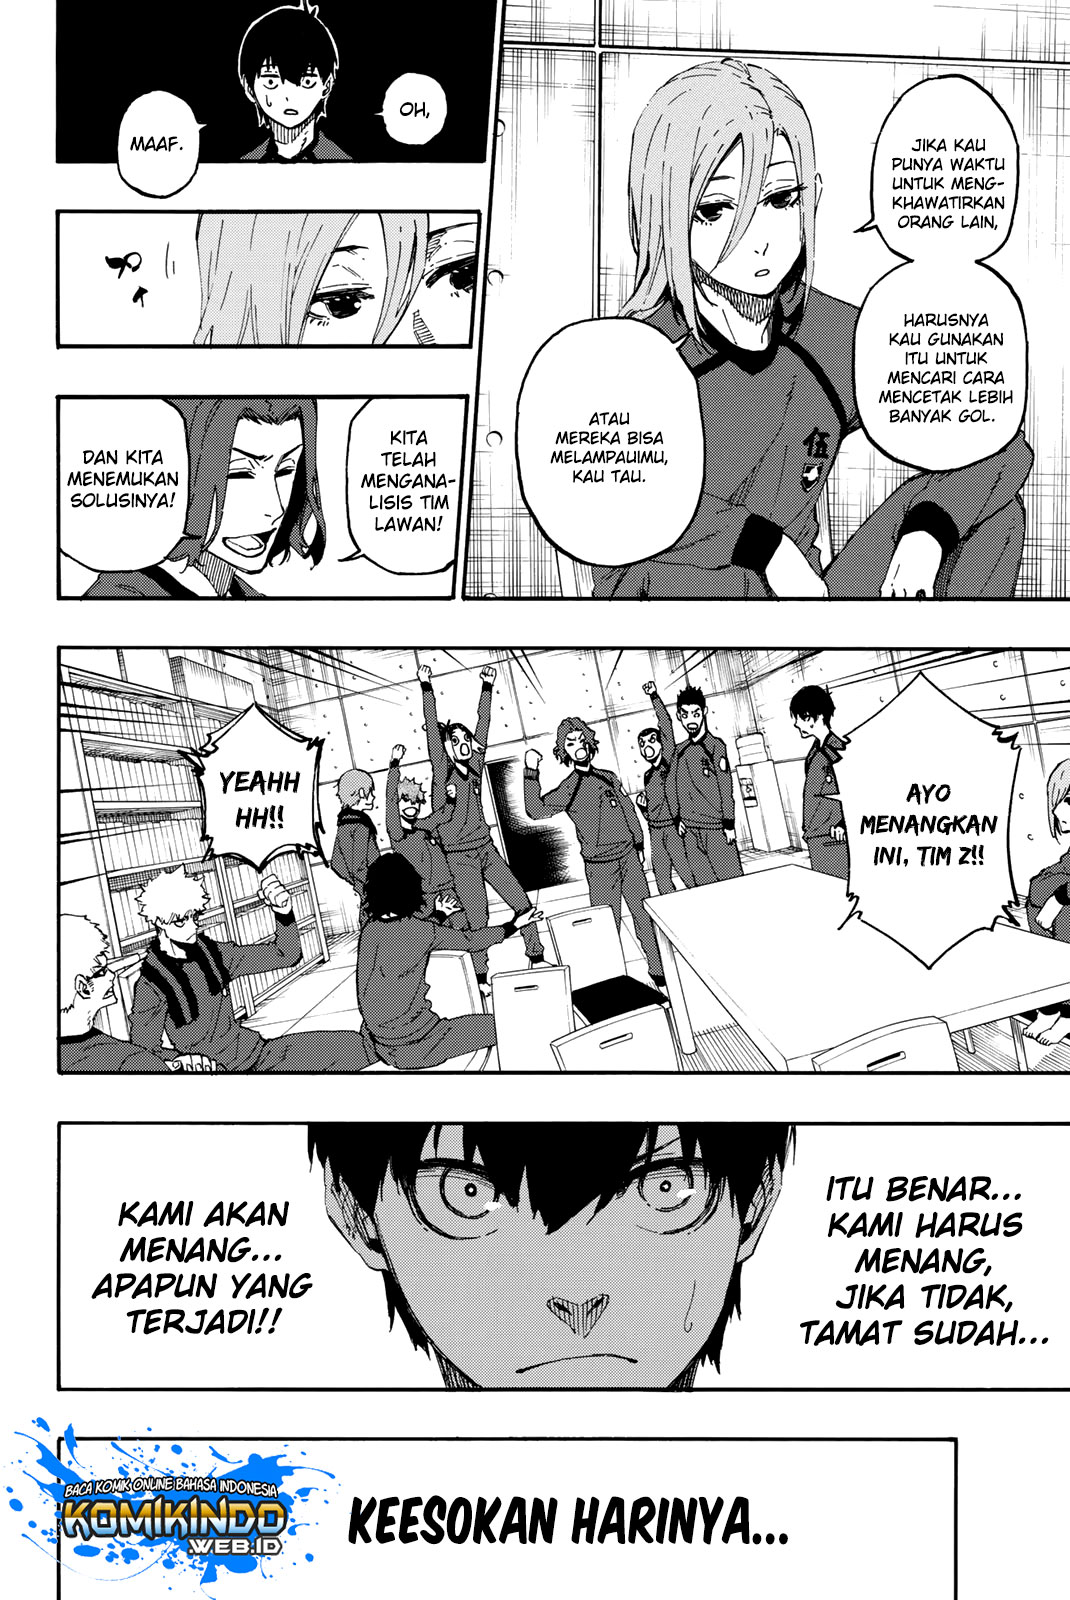 JIKA KAU
PUNYA WAKTU
UNTUK MENG-
KHAWATIRKAN
ORANG LAIN,
HARUSNYA
KAU GUNAKAN
ITU UNTUK
MENCARI CARA
MENCETAK LEBIH
BANYAK GOL.
ATAU
MEREKA BISA
MELAMPAUIMU,
KAU TAU.
伍
OH,
MAAF.
KITA
TELAH
MENGANA-
LISIS TIM
LAWAN!
DAN KITA
MENEMUKAN
SOLUSINYA!
AYO
MENANGKAN
INI, TIM Z!!
YEAHH
HH!!
ITU BENAR...
KAMI HARUS
MENANG,
JIKA TIDAK,
TAMAT SUDAH...
KAMI AKAN
MENANG...
APAPUN YANG
TERJADI!!
BACA KOMIK ONLINE BAHASA INDONESIA
KOMIKINDO
.WEB.ID
KEESOKAN HARINYA...